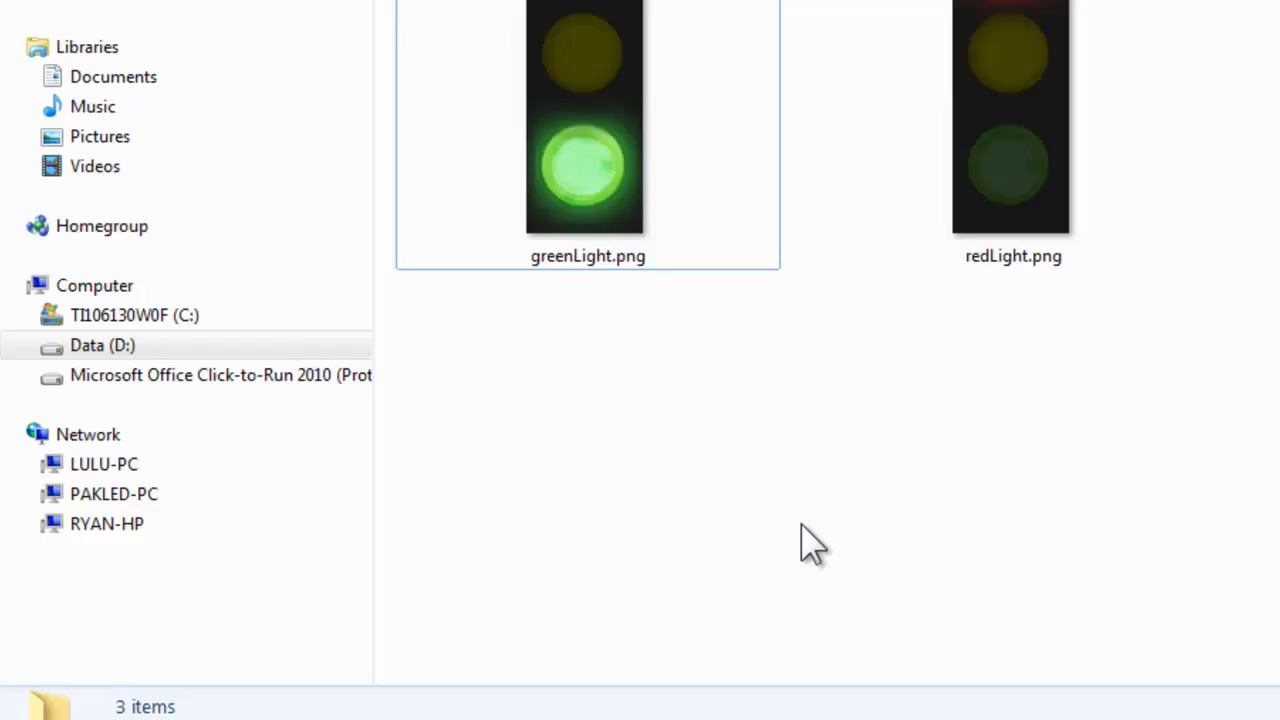 Libraries
Documents
Music
Pictures
Videos
Homegroup
Computer
TI106130W0F (C:)
Data (D:)
Microsoft Office Click-to-Run 2010 (Prot
Network
LULU-PC
PAKLED-PC
RYAN-HP
greenLight.png
redLight.png
3 items